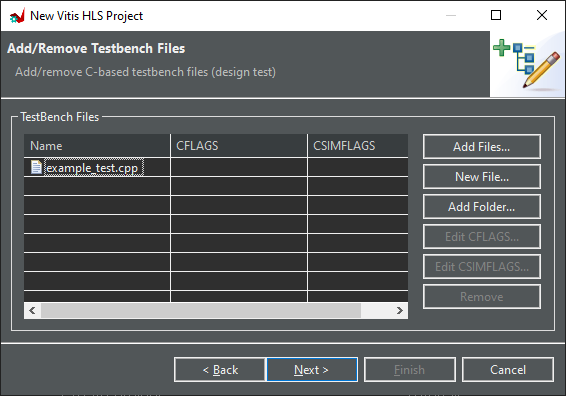 New Vitis HLS Project
Add/Remove Testbench Files
Add/remove C-based testbench files (design test)
TestBench Files
Name CFLAGS CSIMFLAGS
example_test.cpp
Add Files...
New File...
Add Folder...
Edit CFLAGS...
Edit CSIMFLAGS...
Remove
< Back Next > Finish Cancel